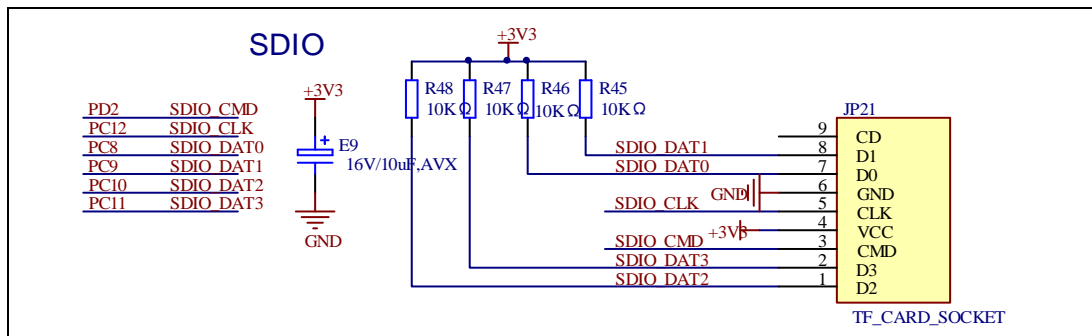 SDIO
+3V3
PD2 SDIO_CMD
PC12 SDIO_CLK
PC8 SDIO_DAT0
PC9 SDIO_DAT1
PC10 SDIO_DAT2
PC11 SDIO_DAT3
+3V3
E9
16V/10uF,AVX
GND
R48 R47 R46 R45
10KΩ 10KΩ 10KΩ 10KΩ
JP21
9 CD
SDIO_DAT1 8 D1
SDIO_DAT0 7 D0
GND 6 GND
SDIO_CLK 5 CLK
+3V3 4 VCC
SDIO_CMD 3 CMD
SDIO_DAT3 2 D3
SDIO_DAT2 1 D2
TF_CARD_SOCKET